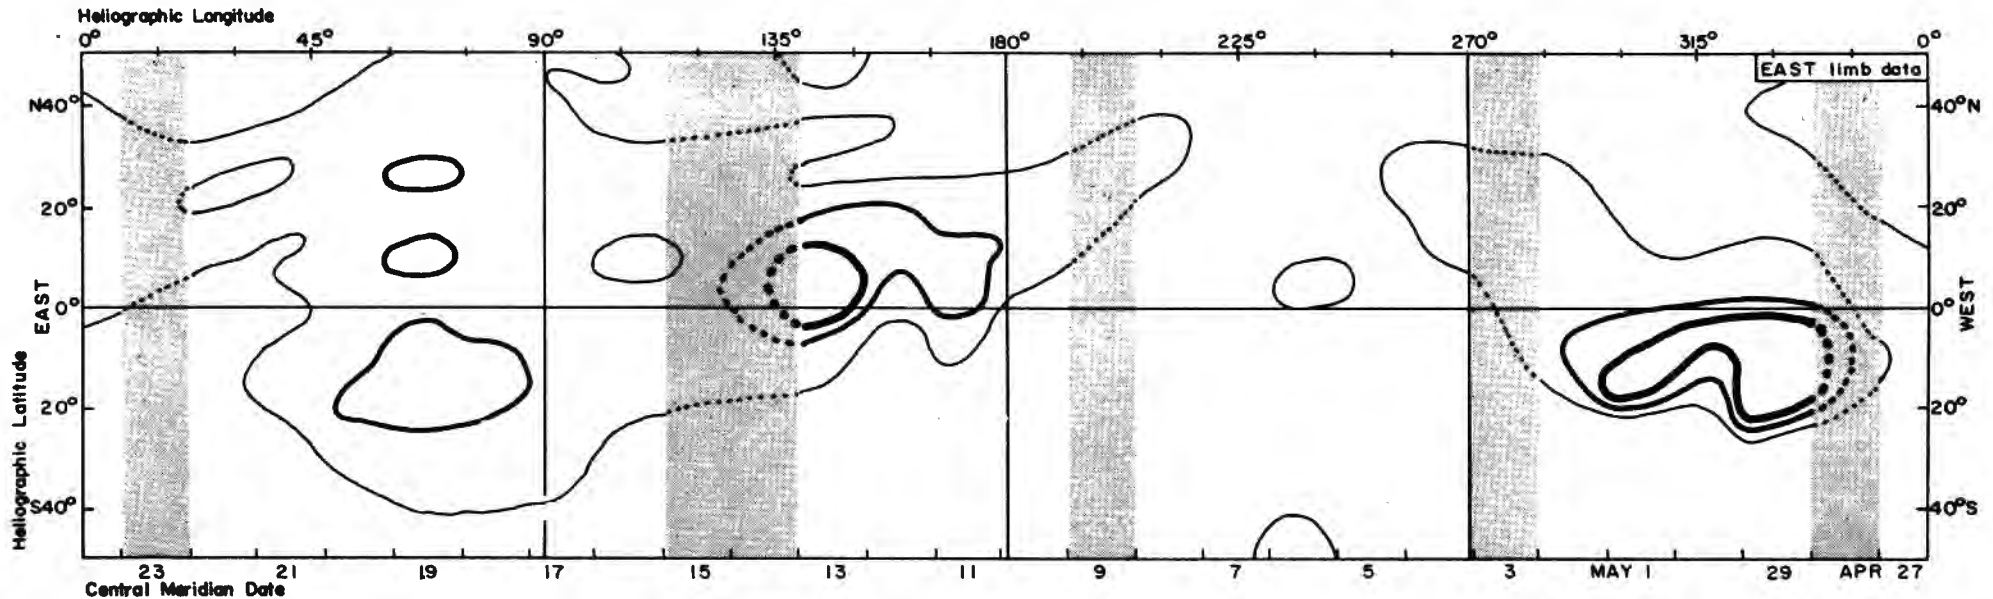 Heliographic Longitude
0° 45° 90° 135° 180° 225° 270° 315° 0°
EAST limb data
N40° 40°N
20° 20°
0° 0°
EAST WEST
20° 20°
S40° 40°S
Heliographic Latitude
23 21 19 17 15 13 11 9 7 5 3 MAY 1 29 APR 27
Central Meridian Date